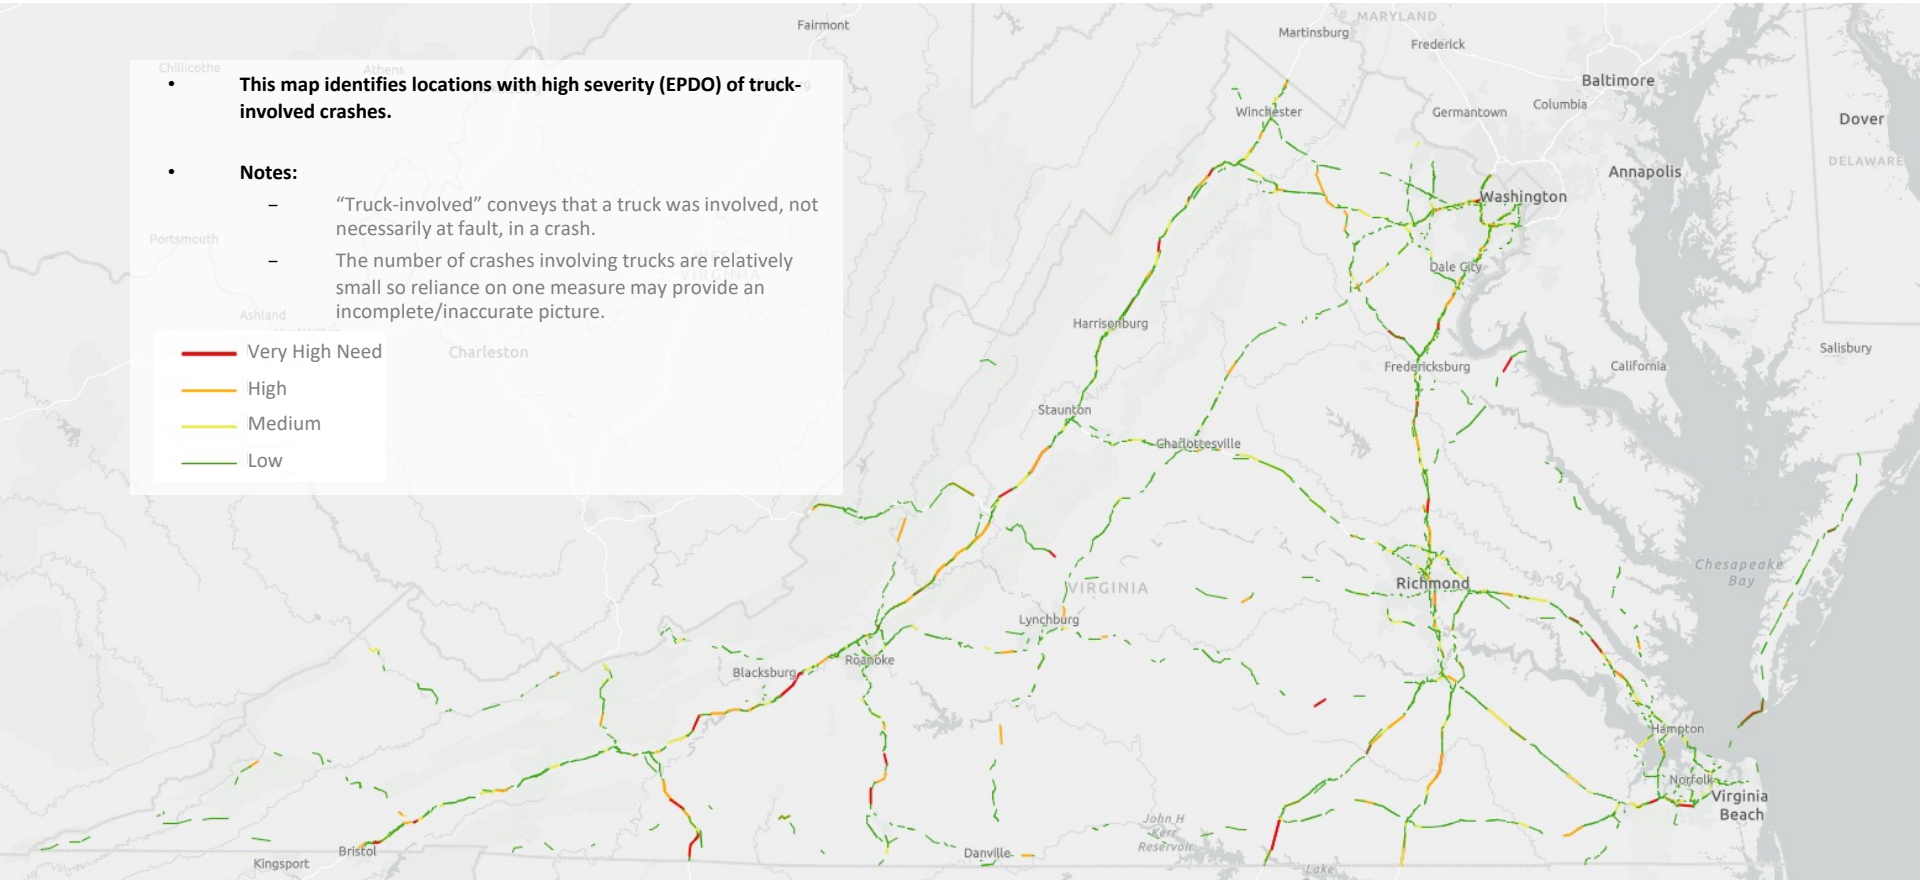 Fairmont
Martinsburg
MARYLAND
Frederick
Baltimore
Chillicothe
Athens
• This map identifies locations with high severity (EPDO) of truck-
involved crashes.
Winchester
Germantown
Columbia
Dover
DELAWARE
Annapolis
Washington
• Notes:
– “Truck-involved” conveys that a truck was involved, not
necessarily at fault, in a crash.
Portsmouth
– The number of crashes involving trucks are relatively
small so reliance on one measure may provide an
incomplete/inaccurate picture.
VIRGINIA
Dale City
Ashland
Harrisonburg
Charleston
Very High Need
High
Medium
Low
Fredericksburg
California
Salisbury
Staunton
Charlottesville
Chesapeake
Bay
Richmond
VIRGINIA
Lynchburg
Roanoke
Blacksburg
Hampton
Norfolk
Virginia
Beach
John H
Kerr
Reservoir
Danville
Bristol
Kingsport
Lake